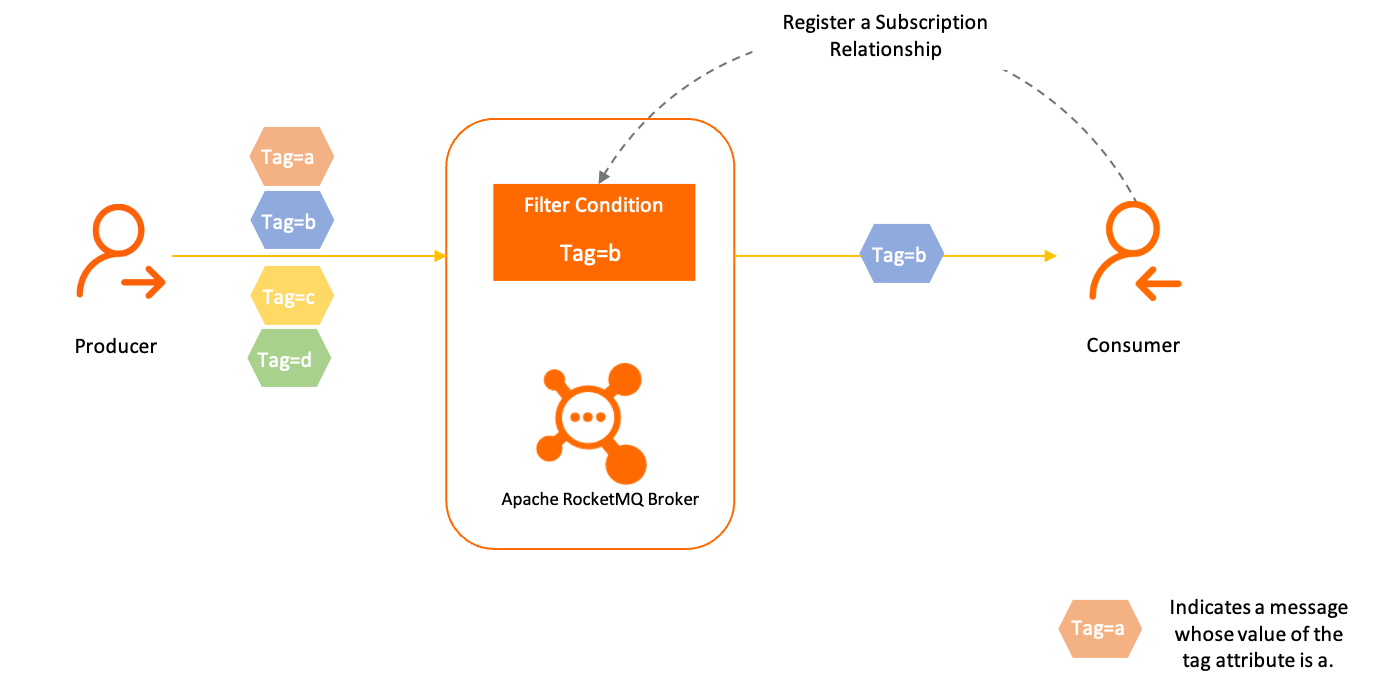 Register a Subscription
Relationship
Tag=a
Tag=b
Tag=c
Tag=d
Producer
Filter Condition
Tag=b
Apache RocketMQ Broker
Tag=b
Consumer
Tag=a
Indicates a message
whose value of the
tag attribute is a.